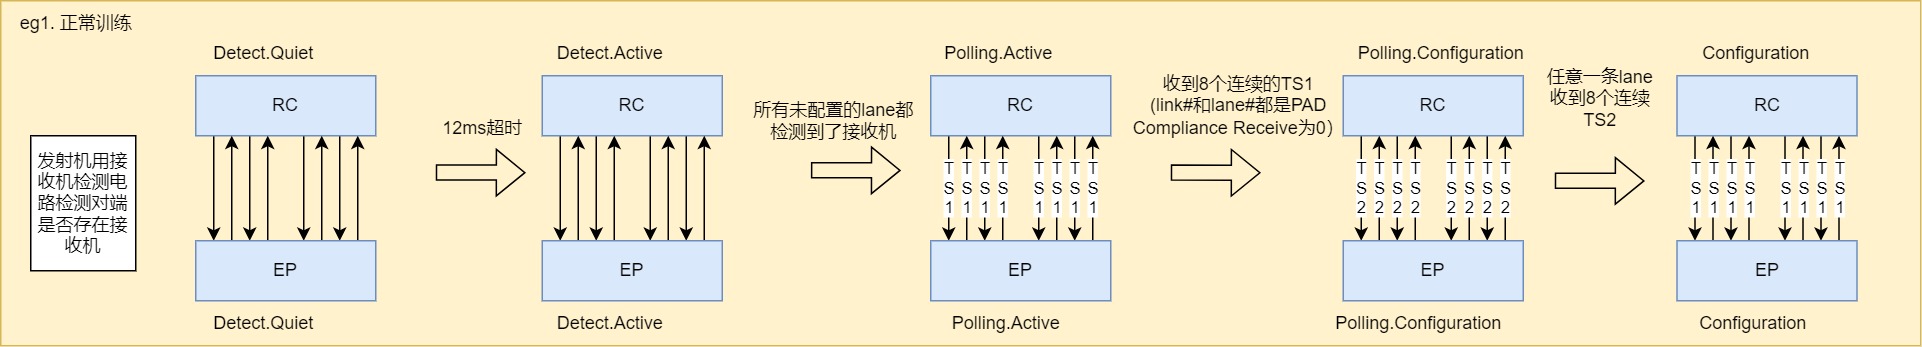 eg1. 正常训练
发射机用接
收机检测电
路检测对端
是否存在接
收机
Detect.Quiet
RC
EP
Detect.Quiet
12ms超时
Detect.Active
RC
EP
Detect.Active
所有未配置的lane都
检测到了接收机
Polling.Active
RC
TS1 TS1 TS1 TS1 TS1 TS1 TS1 TS1
EP
Polling.Active
收到8个连续的TS1
(link#和lane#都是PAD
Compliance Receive为0）
Polling.Configuration
RC
TS2 TS2 TS2 TS2 TS2 TS2 TS2 TS2
EP
Polling.Configuration
任意一条lane
收到8个连续
TS2
Configuration
RC
TS1 TS1 TS1 TS1 TS1 TS1 TS1 TS1
EP
Configuration